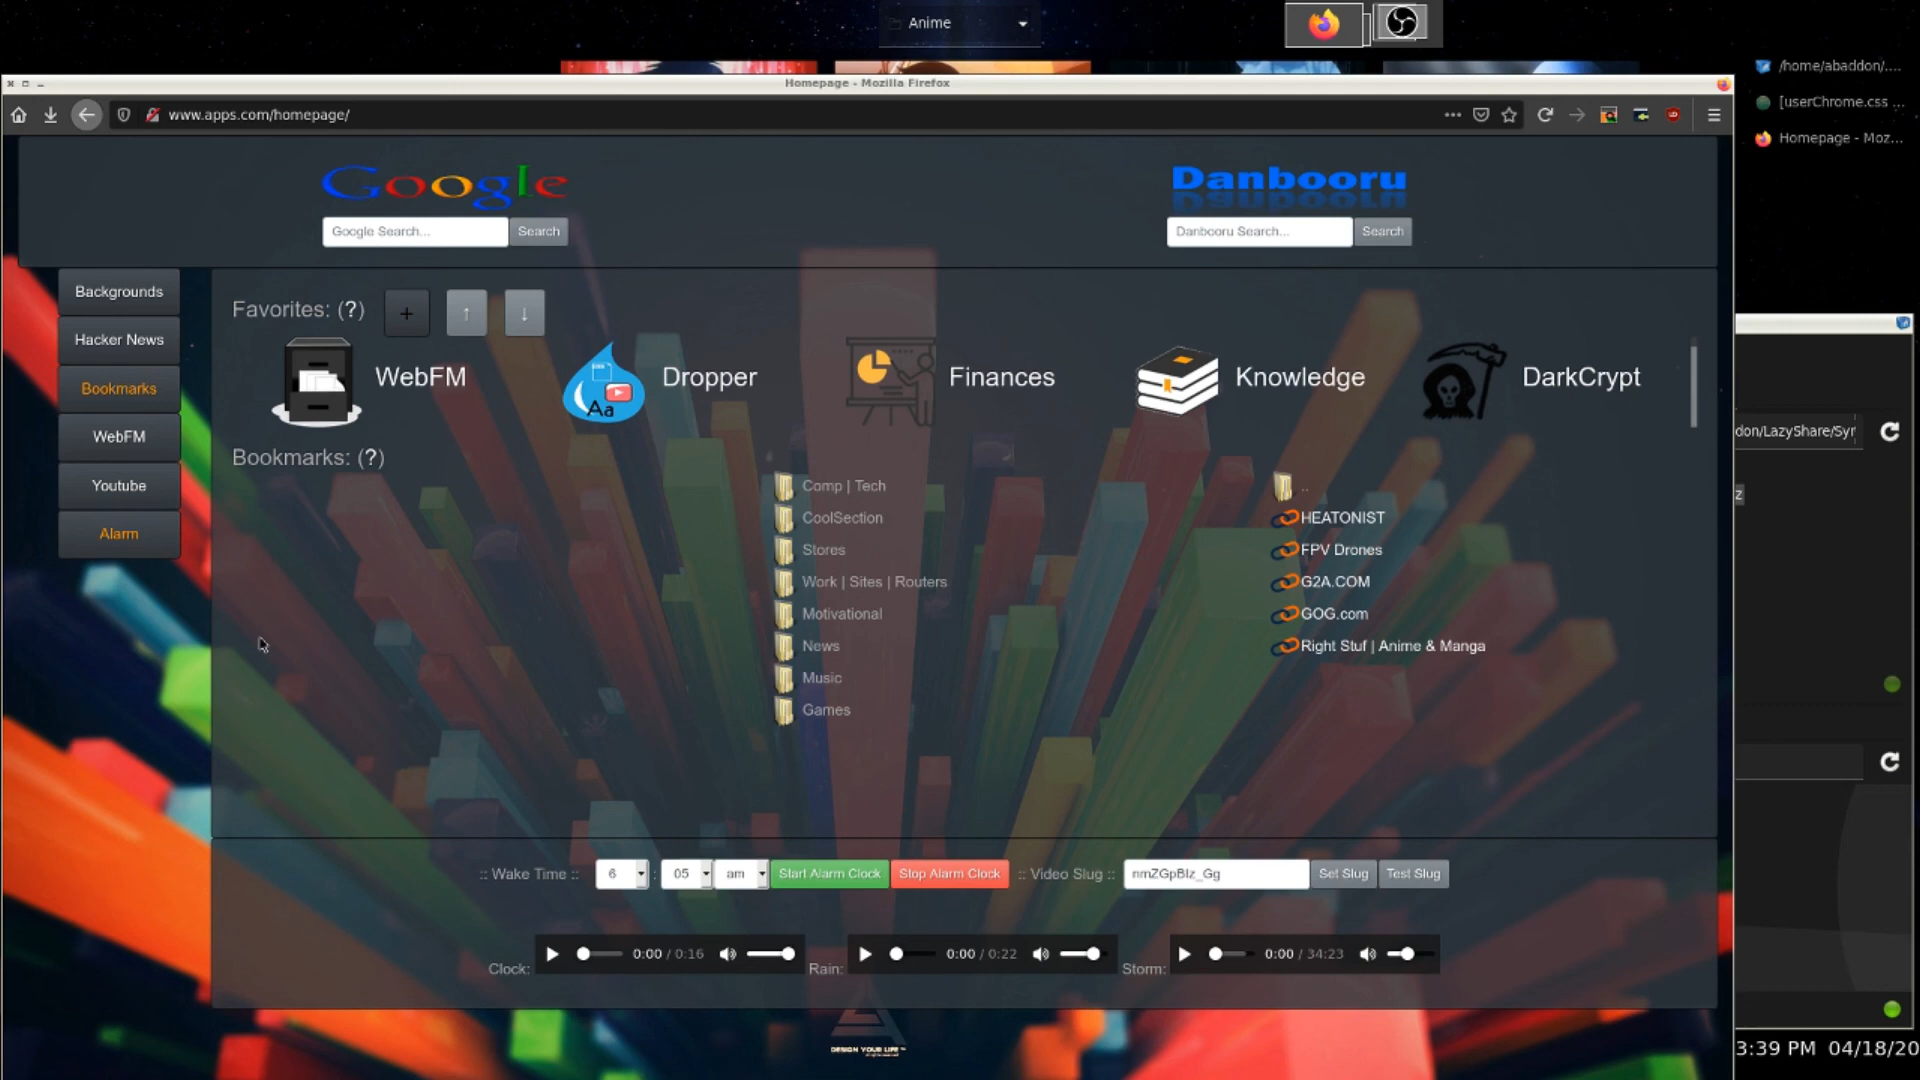 Anime
Homepage - Mozilla Firefox
/home/abaddon/....
[userChrome.css ...
Homepage - Moz...
www.apps.com/homepage/
Google
Danbooru
Google Search...
Search
Danbooru Search...
Search
Backgrounds
Hacker News
Bookmarks
WebFM
Youtube
Alarm
Favorites: (?)
+
↑
↓
WebFM
Aa
Dropper
Finances
Knowledge
DarkCrypt
don/LazyShare/Syr
z
Bookmarks: (?)
Comp | Tech
CoolSection
Stores
Work | Sites | Routers
Motivational
News
Music
Games
..
HEATONIST
FPV Drones
G2A.COM
GOG.com
Right Stuf | Anime & Manga
:: Wake Time :: 6 : 05 am Start Alarm Clock Stop Alarm Clock :: Video Slug :: nmZGpBlz_Gg Set Slug Test Slug
Clock: 0:00 / 0:16 Rain: 0:00 / 0:22 Storm: 0:00 / 34:23
DESIGN YOUR LIFE™
3:39 PM 04/18/20